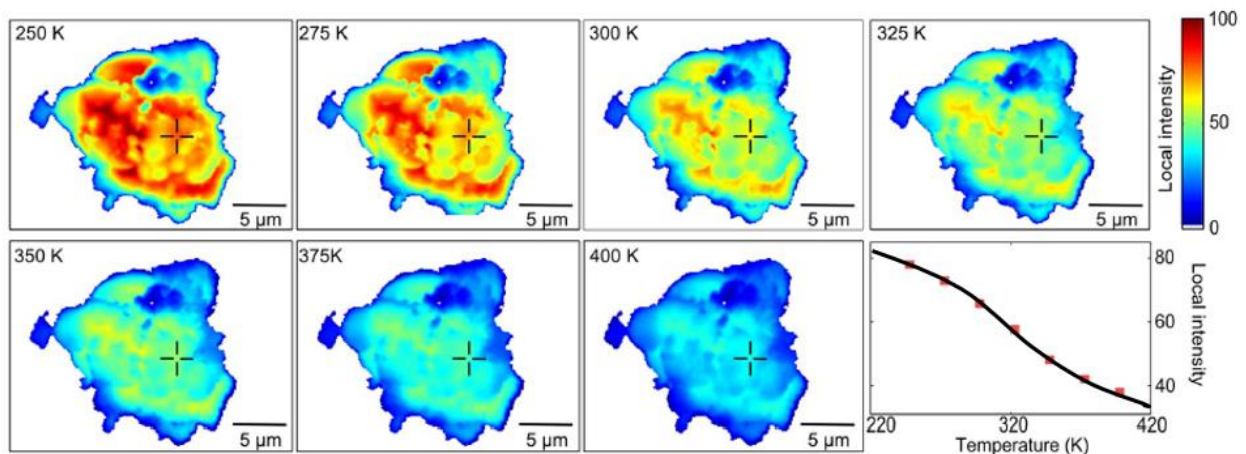 250 K
5 µm
275 K
5 µm
300 K
5 µm
325 K
5 µm
100
50
0
Local intensity
350 K
5 µm
375K
5 µm
400 K
5 µm
80
60
40
Local intensity
220
320
420
Temperature (K)